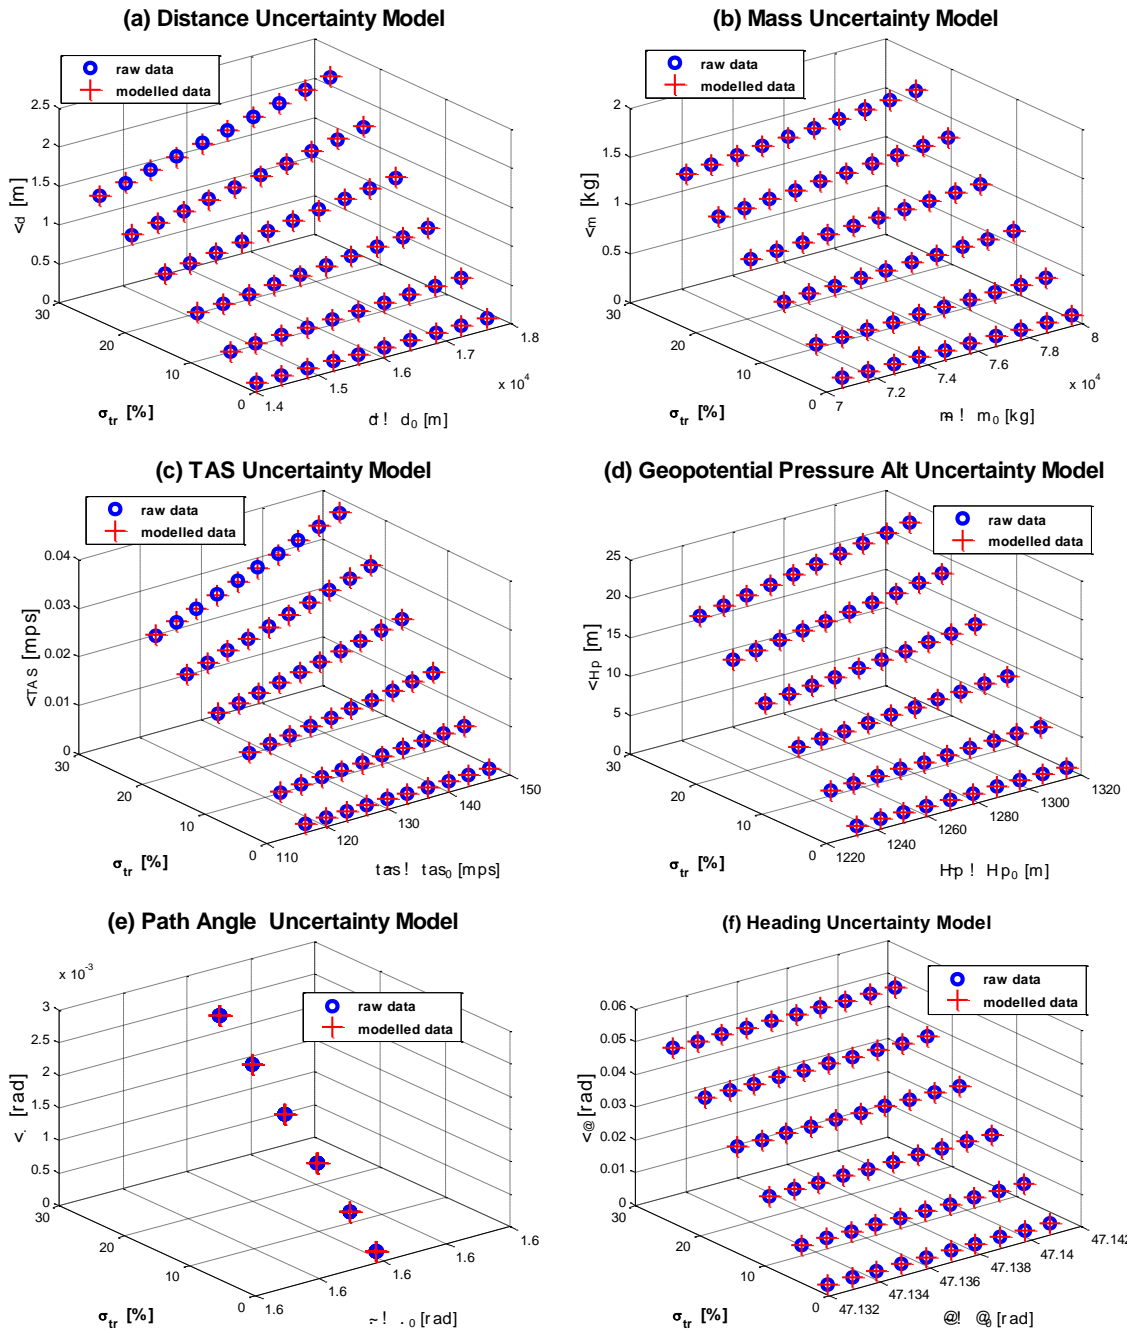 (a) Distance Uncertainty Model
raw data
modelled data
2.5
2
1.5
1
0.5
0
30
20
10
0
1.4
1.5
1.6
1.7
1.8
x 10^4
<d [m]
σtr [%]
d! d0 [m]
(b) Mass Uncertainty Model
raw data
modelled data
2
1.5
1
0.5
0
30
20
10
0
7
7.2
7.4
7.6
7.8
8
x 10^4
<m [kg]
σtr [%]
m! m0 [kg]
(c) TAS Uncertainty Model
raw data
modelled data
0.04
0.03
0.02
0.01
0
30
20
10
0
110
120
130
140
150
<TAS [mps]
σtr [%]
tas! tas0 [mps]
(d) Geopotential Pressure Alt Uncertainty Model
raw data
modelled data
25
20
15
10
5
0
30
20
10
0
1220
1240
1260
1280
1300
1320
<Hp [m]
σtr [%]
Hp! Hp0 [m]
(e) Path Angle Uncertainty Model
x 10^-3
raw data
modelled data
3
2.5
2
1.5
1
0.5
0
30
20
10
0
1.6
1.6
1.6
1.6
1.6
[rad]
σtr [%]
[rad]
(f) Heading Uncertainty Model
raw data
modelled data
0.06
0.05
0.04
0.03
0.02
0.01
0
30
20
10
0
47.132
47.134
47.136
47.138
47.14
47.142
<@ [rad]
σtr [%]
@! @0 [rad]